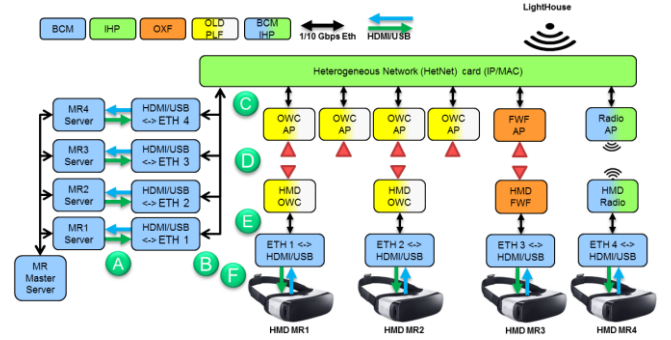 LightHouse
BCM
IHP
OXF
OLD
PLF
BCM
IHP
1/10 Gbps Eth
HDMI/USB
Heterogeneous Network (HetNet) card (IP/MAC)
MR4
Server
HDMI/USB
<-> ETH 4
C
OWC
AP
OWC
AP
OWC
AP
OWC
AP
FWF
AP
Radio
AP
MR3
Server
HDMI/USB
<-> ETH 3
D
MR2
Server
HDMI/USB
<-> ETH 2
HMD
OWC
HMD
OWC
HMD
FWF
HMD
Radio
MR1
Server
HDMI/USB
<-> ETH 1
E
A
B
F
ETH 1 <->
HDMI/USB
ETH 2 <->
HDMI/USB
ETH 3 <->
HDMI/USB
ETH 4 <->
HDMI/USB
MR
Master
Server
HMD MR1
HMD MR2
HMD MR3
HMD MR4